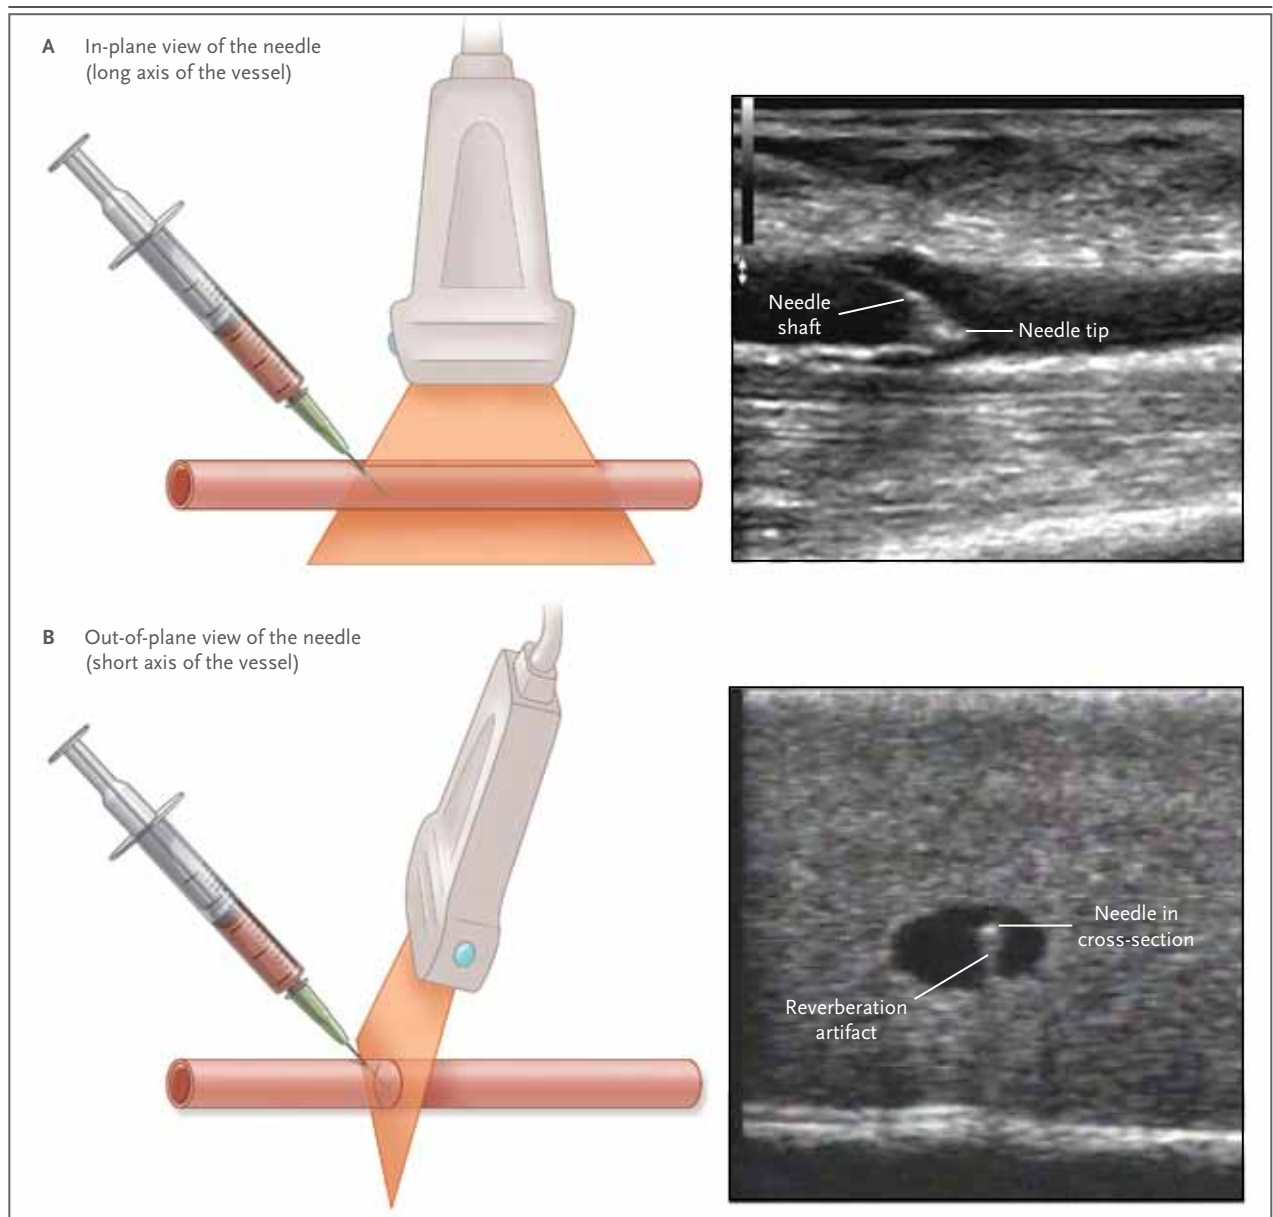 A In-plane view of the needle
(long axis of the vessel)
Needle
shaft
Needle tip
B Out-of-plane view of the needle
(short axis of the vessel)
Needle in
cross-section
Reverberation
artifact